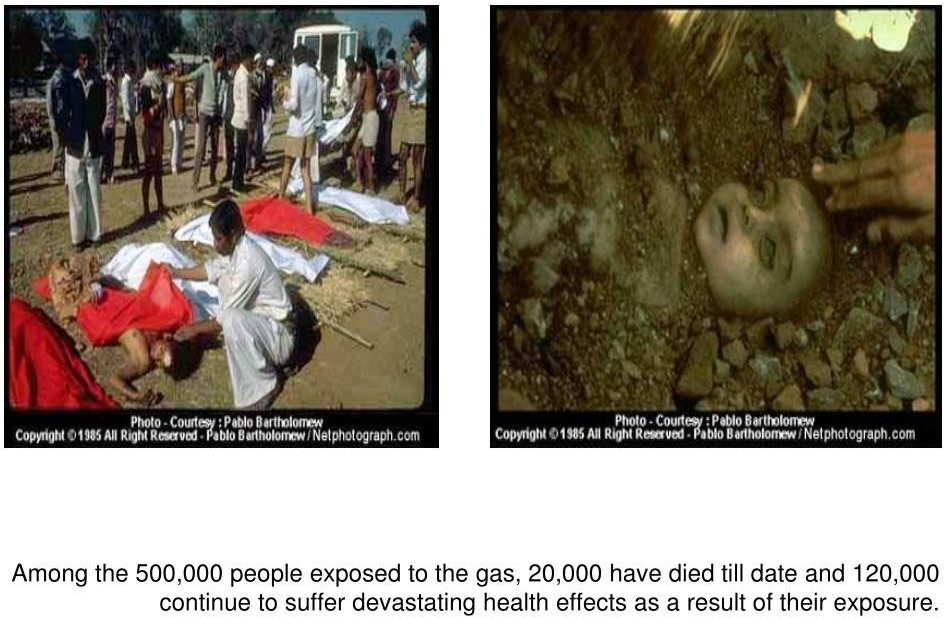 Photo - Courtesy : Pablo Bartholomew
Copyright © 1985 All Right Reserved - Pablo Bartholomew / Netphotograph.com
Photo - Courtesy : Pablo Bartholomew
Copyright © 1985 All Right Reserved - Pablo Bartholomew / Netphotograph.com
Among the 500,000 people exposed to the gas, 20,000 have died till date and 120,000
continue to suffer devastating health effects as a result of their exposure.